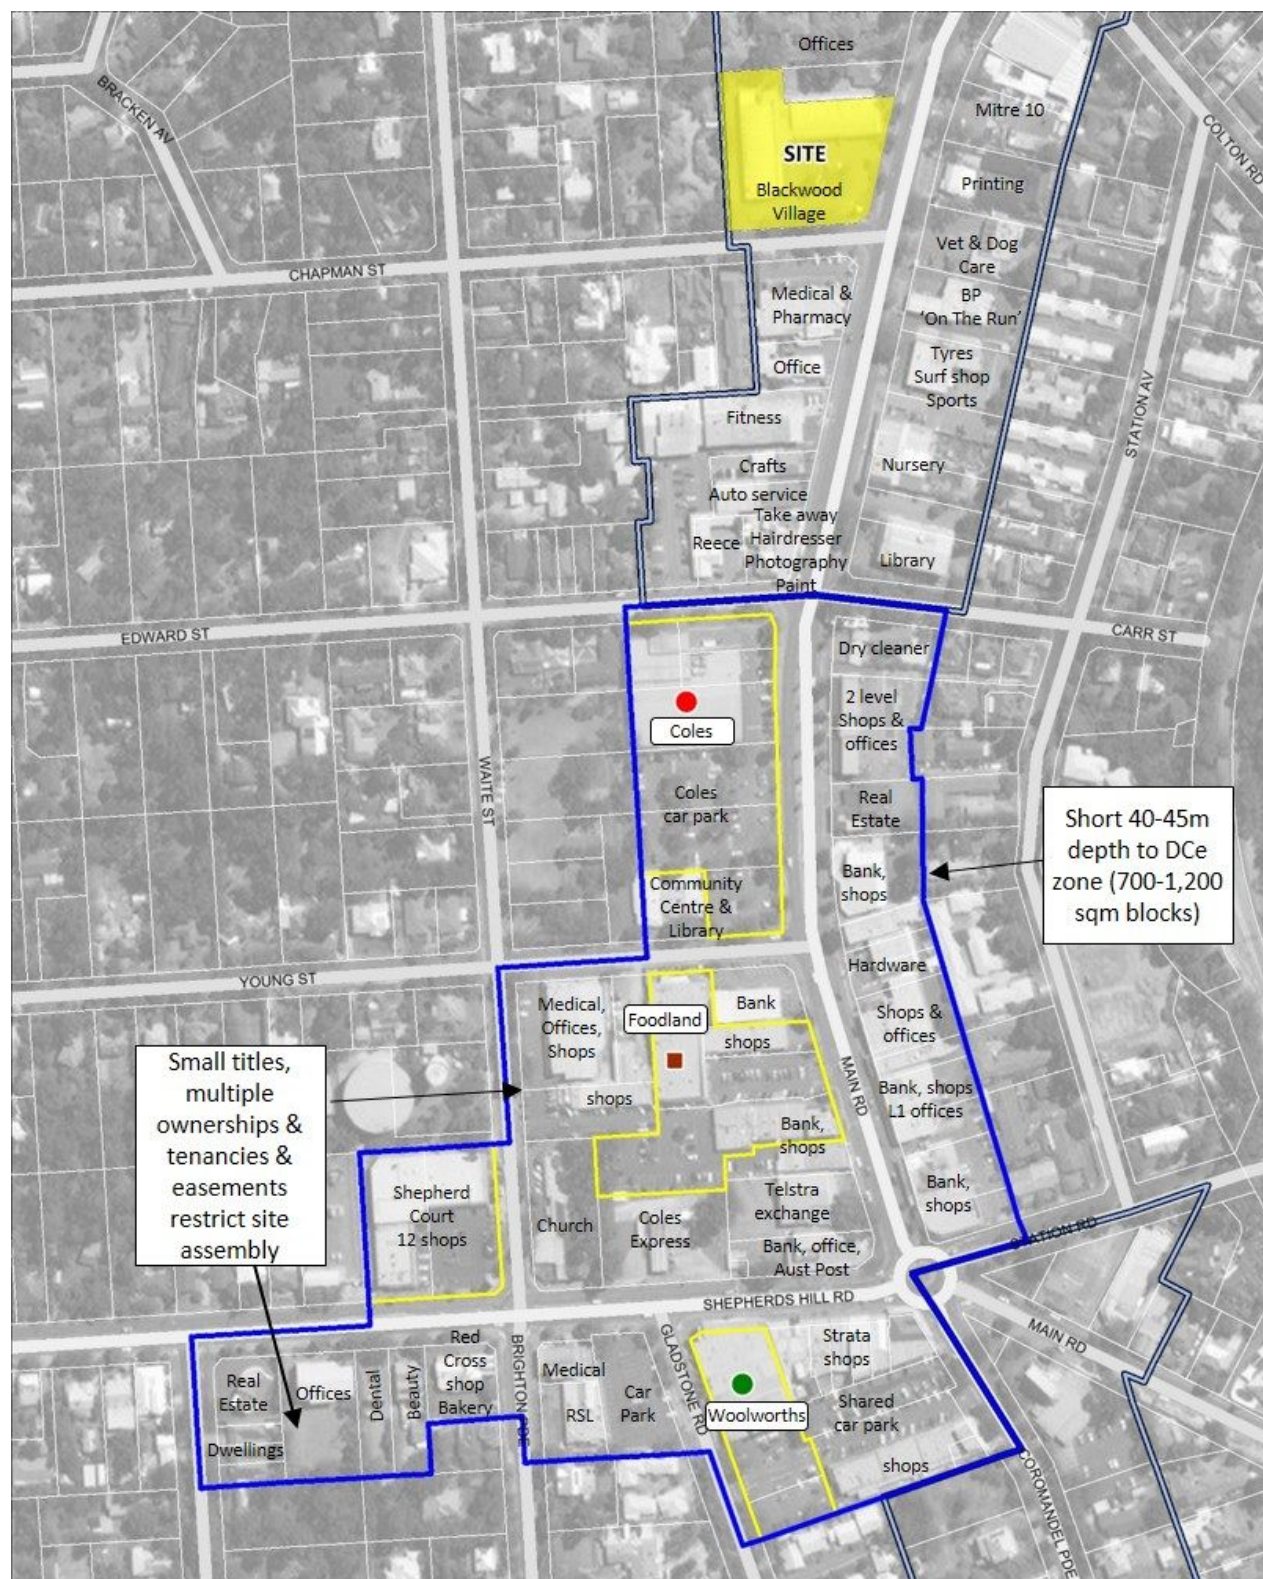 Offices
BRACKEN AV
Mitre 10
COLTON RD
SITE
Blackwood
Village
Printing
Vet & Dog
Care
CHAPMAN ST
Medical &
Pharmacy
BP
‘On The Run’
Office
Tyres
Surf shop
Sports
STATION AV
Fitness
Crafts
Nursery
Auto service
Take away
Hairdresser
Photography
Paint
Reece
Library
EDWARD ST
CARR ST
Dry cleaner
2 level
Shops &
offices
Coles
WAITE ST
Coles
car park
Real
Estate
Short 40-45m
depth to DCe
zone (700-1,200
sqm blocks)
Bank,
shops
Community
Centre &
Library
Hardware
YOUNG ST
Medical,
Offices,
Shops
Foodland
Bank
shops
Shops &
offices
Small titles,
multiple
ownerships &
tenancies &
easements
restrict site
assembly
MAIN RD
shops
Bank, shops
L1 offices
Bank,
shops
Shepherd
Court
12 shops
Church
Coles
Express
Telstra
exchange
Bank,
shops
Bank, office,
Aust Post
STATION RD
SHEPHERDS HILL RD
MAIN RD
Real
Estate
Offices
Dental
Beauty
Red
Cross
shop
Bakery
BRIGHTON PDE
Medical
RSL
Car
Park
GLADSTONE RD
Strata
shops
Woolworths
Shared
car park
Dwellings
shops
COROMANDEL PDE